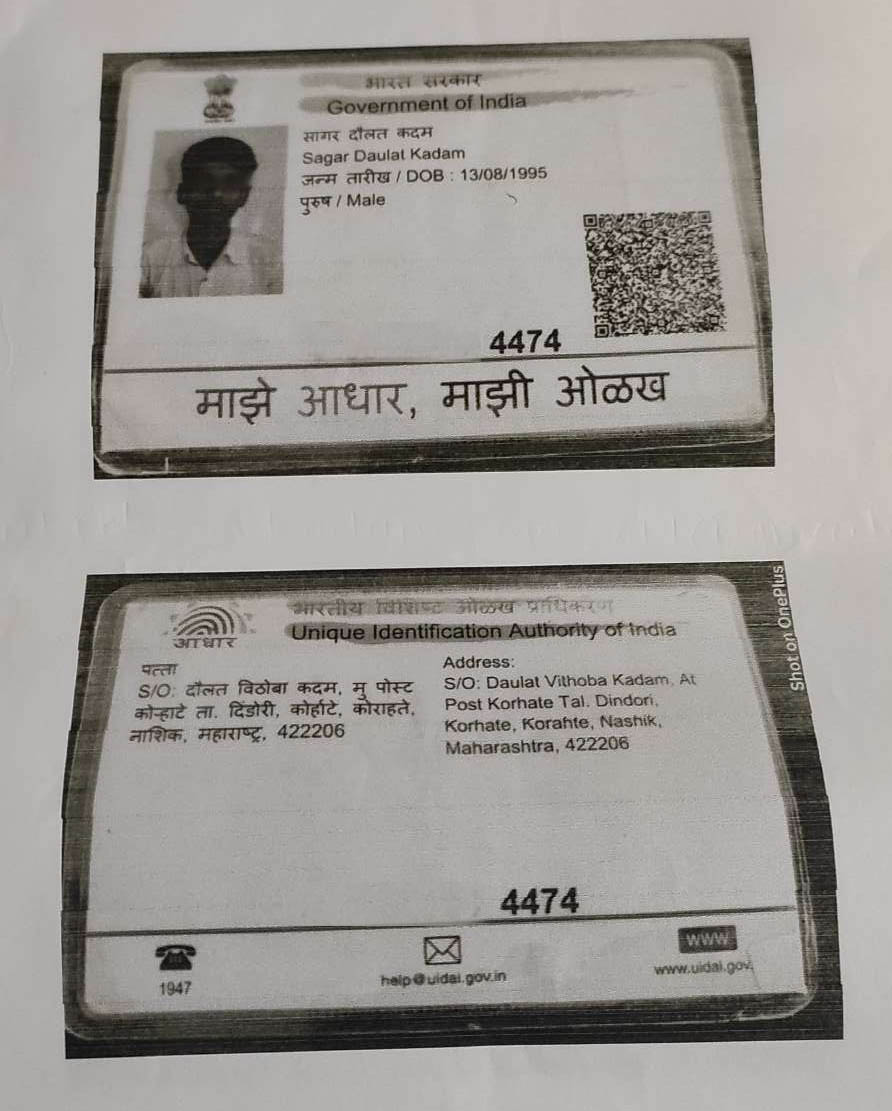 भारत सरकार
Government of India
सागर दौलत कदम
Sagar Daulat Kadam
जन्म तारीख / DOB : 13/08/1995
पुरुष / Male
4474
माझे आधार, माझी ओळख
Shot on OnePlus
भारतीय विशिष्ट ओळख प्राधिकरण
आधार
Unique Identification Authority of India
पत्ता
S/O: दौलत विठोबा कदम, मु पोस्ट
कोऱ्हाटे ता. दिंडोरी, कोर्हाटे, कोराहते,
नाशिक, महाराष्ट्र, 422206
Address:
S/O: Daulat Vithoba Kadam, At
Post Korhate Tal. Dindori,
Korhate, Korahte, Nashik,
Maharashtra, 422206
4474
WWW
1947
help@uidai.gov.in
www.uidai.gov.